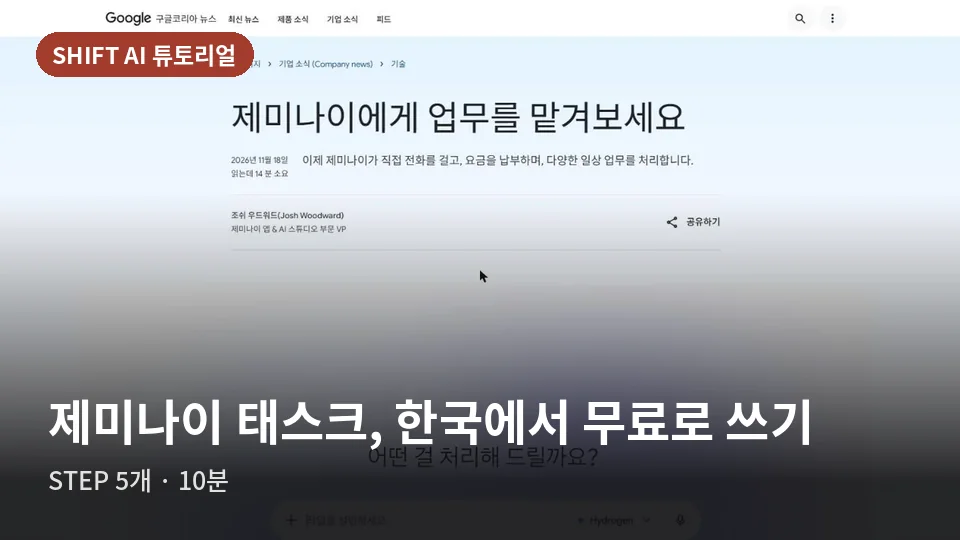 Google 구글코리아 뉴스 최신 뉴스 제품 소식 기업 소식 피드
SHIFT AI 튜토리얼
지 > 기업 소식 (Company news) > 기술
제미나이에게 업무를 맡겨보세요
2026년 11월 18일
읽는데 14 분 소요
이제 제미나이가 직접 전화를 걸고, 요금을 납부하며, 다양한 일상 업무를 처리합니다.
조쉬 우드워드(Josh Woodward)
제미나이 앱 & AI 스튜디오 부문 VP
공유하기
제미나이 태스크, 한국에서 무료로 쓰기
어떤 걸 처리해 드릴까요?
STEP 5개 · 10분
Hydrogen